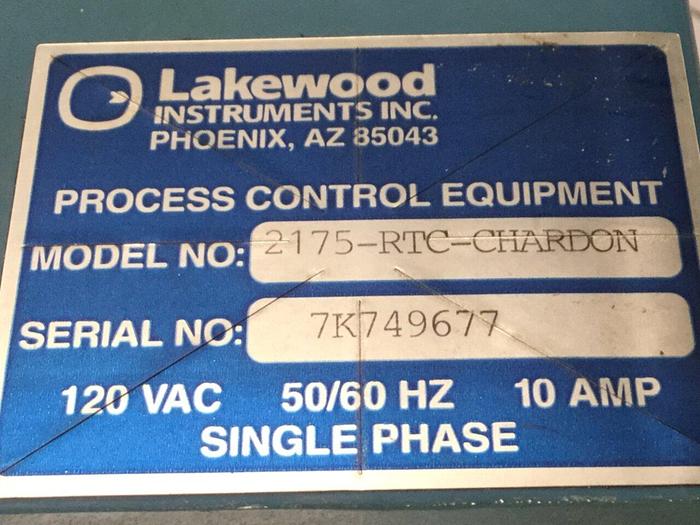 Lakewood
INSTRUMENTS INC.
PHOENIX, AZ 85043
PROCESS CONTROL EQUIPMENT
MODEL NO: 2175-RTC-CHARDON
SERIAL NO: 7K749677
120 VAC 50/60 HZ 10 AMP
SINGLE PHASE